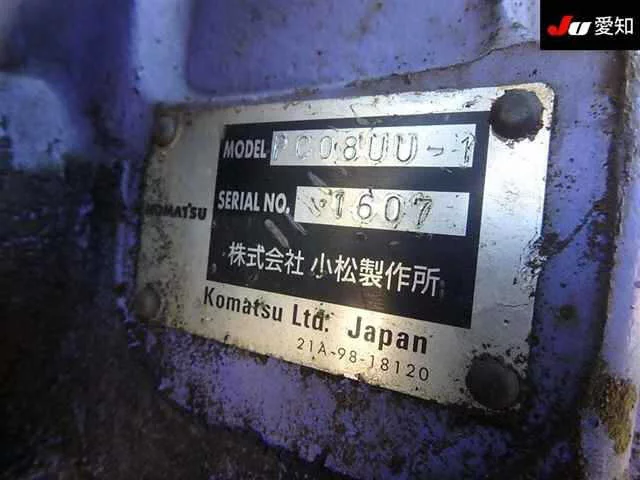 JU 愛知
MODEL PC08UU-1
SERIAL NO. 1607
KOMATSU
株式会社 小松製作所
Komatsu Ltd. Japan
21A-98-18120